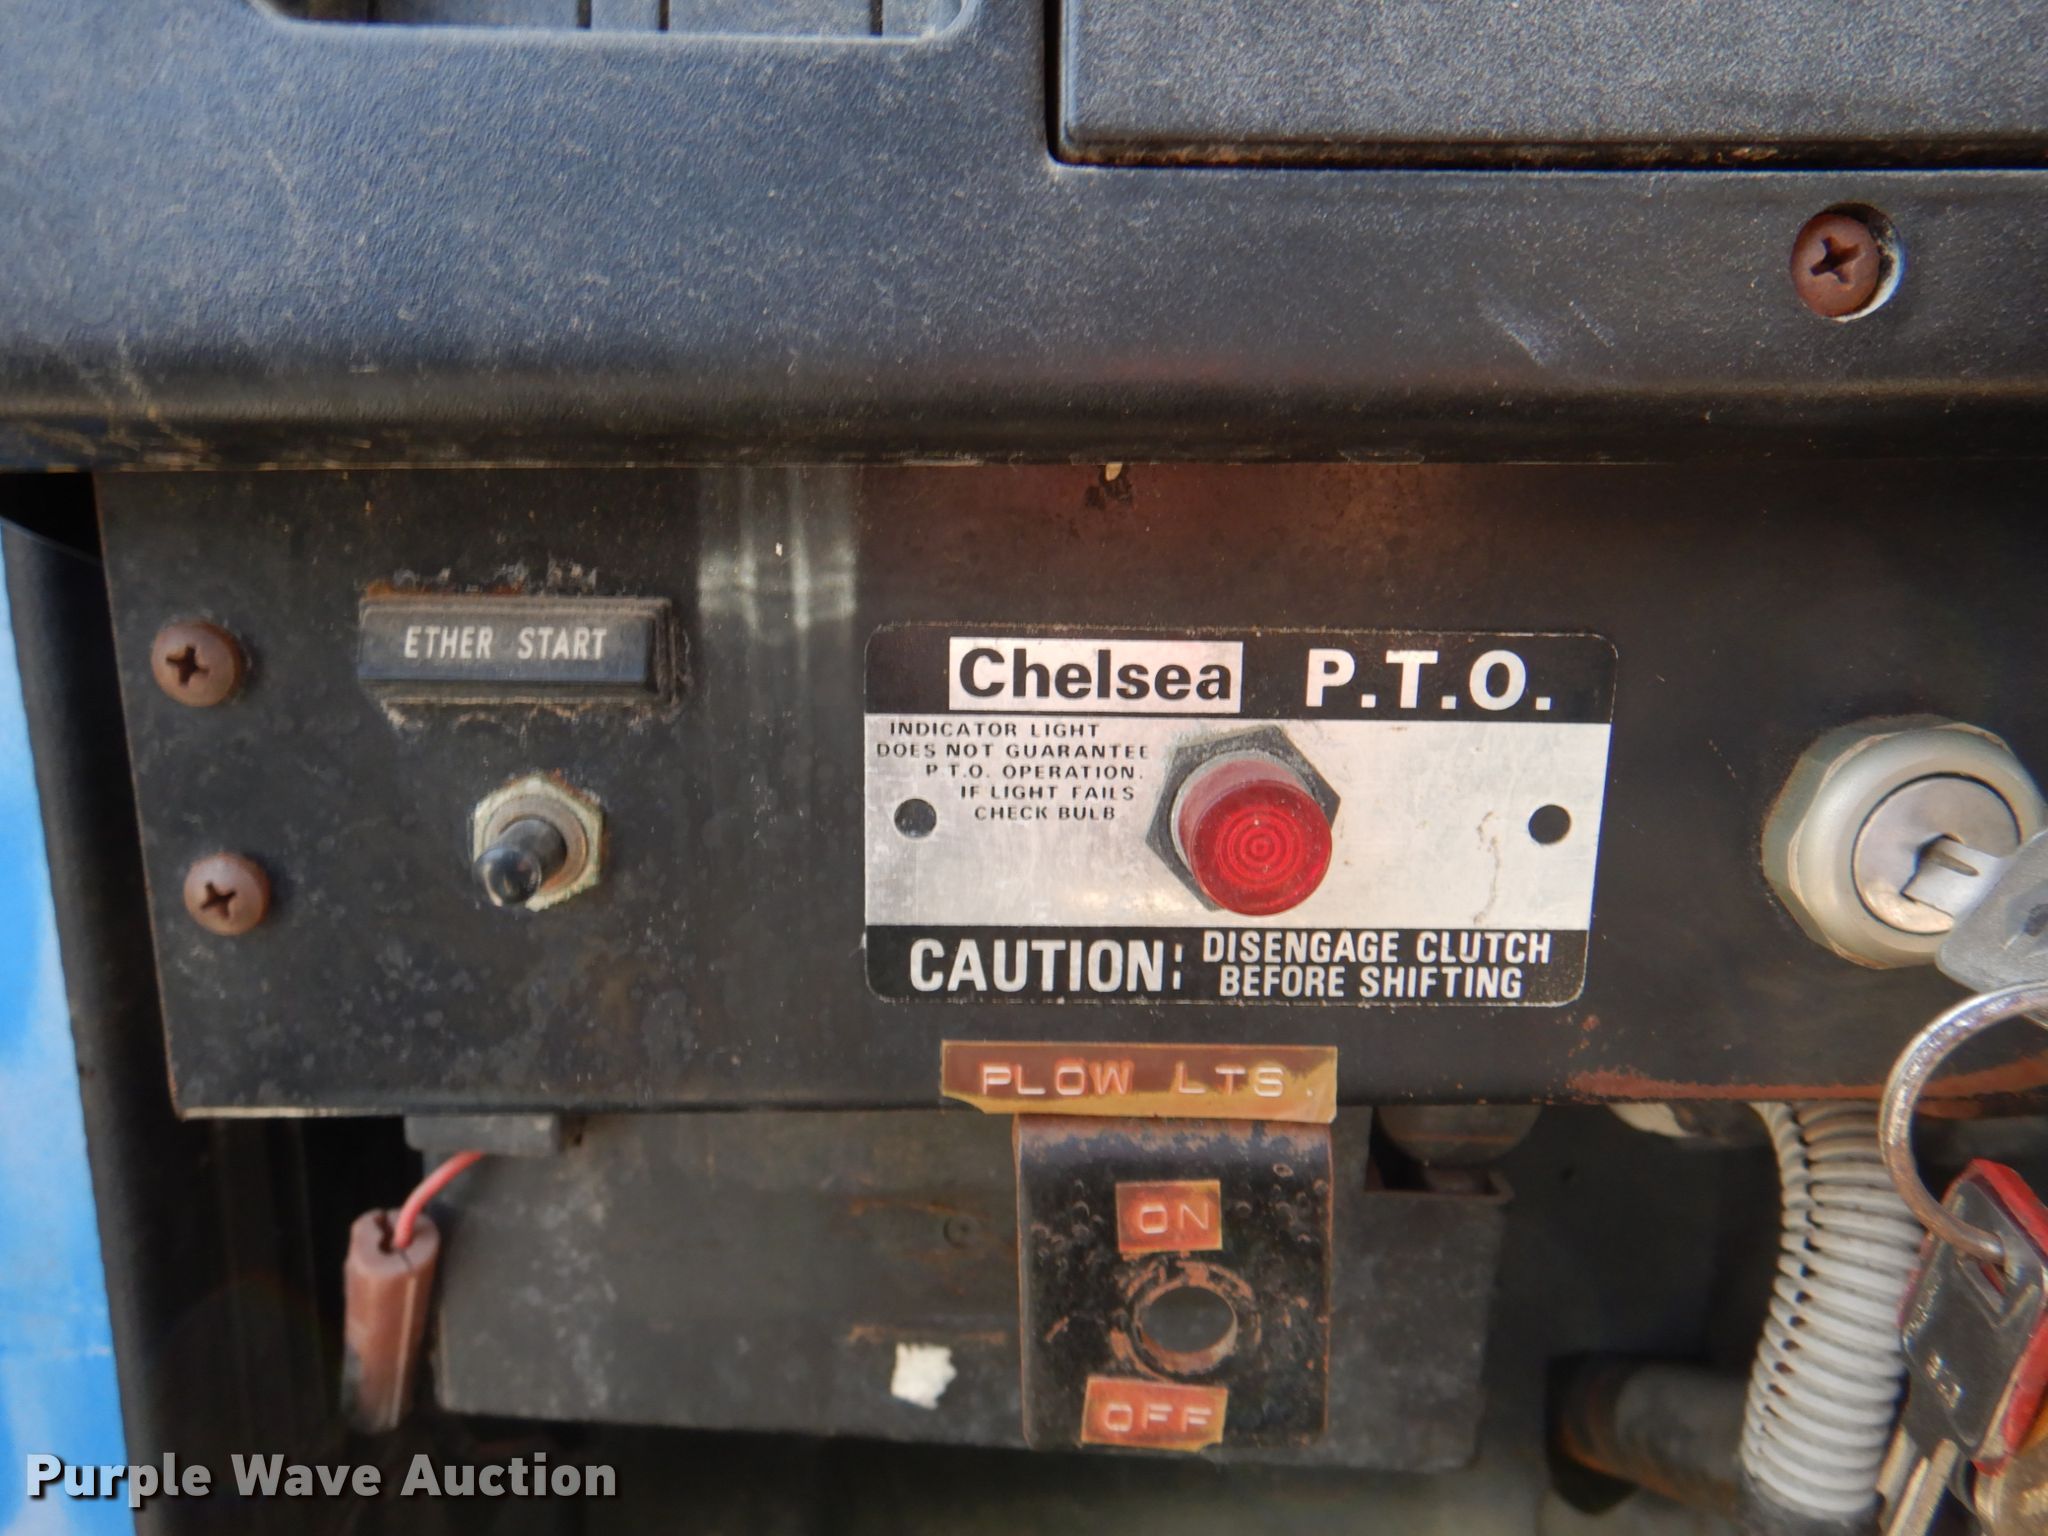 ETHER START
Chelsea P.T.O.
INDICATOR LIGHT
DOES NOT GUARANTEE
P.T.O. OPERATION.
IF LIGHT FAILS
CHECK BULB
CAUTION: DISENGAGE CLUTCH
BEFORE SHIFTING
PLOW LTS.
ON
OFF
Purple Wave Auction